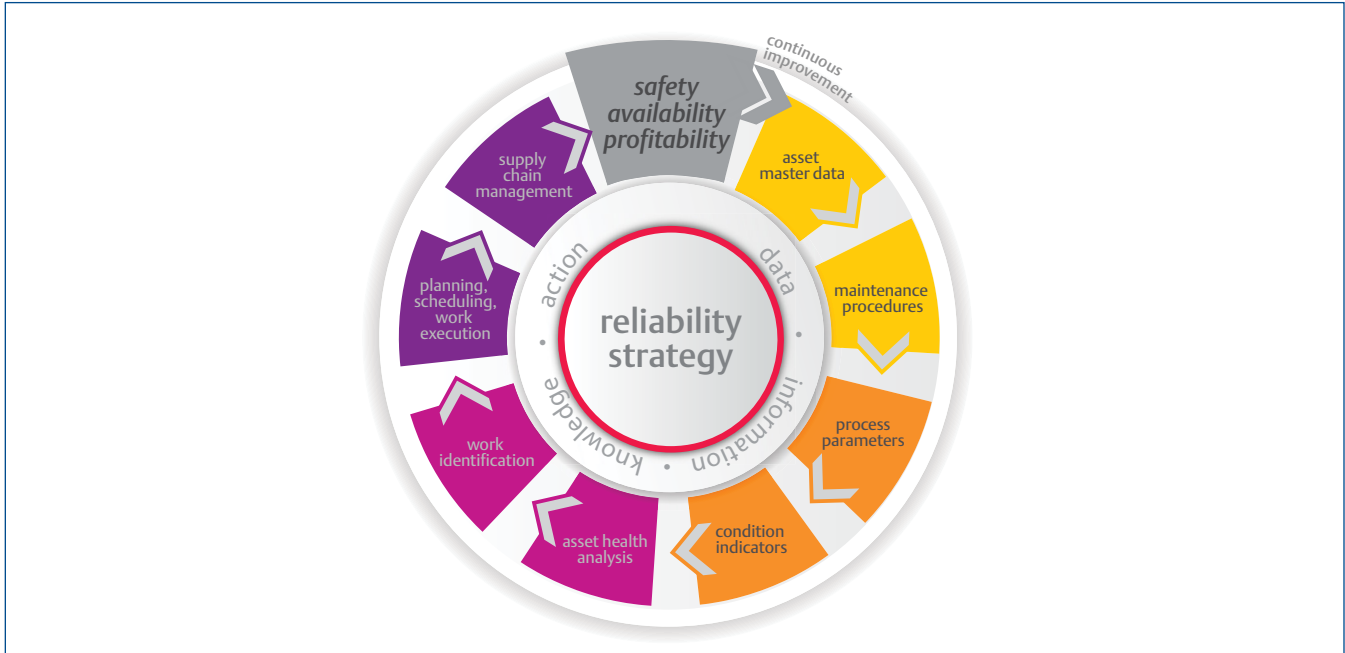 safety
availability
profitability
continuous
improvement
asset
master data
maintenance
procedures
process
parameters
condition
indicators
asset health
analysis
work
identification
planning,
scheduling,
work
execution
supply
chain
management
data • information • knowledge • action
reliability
strategy